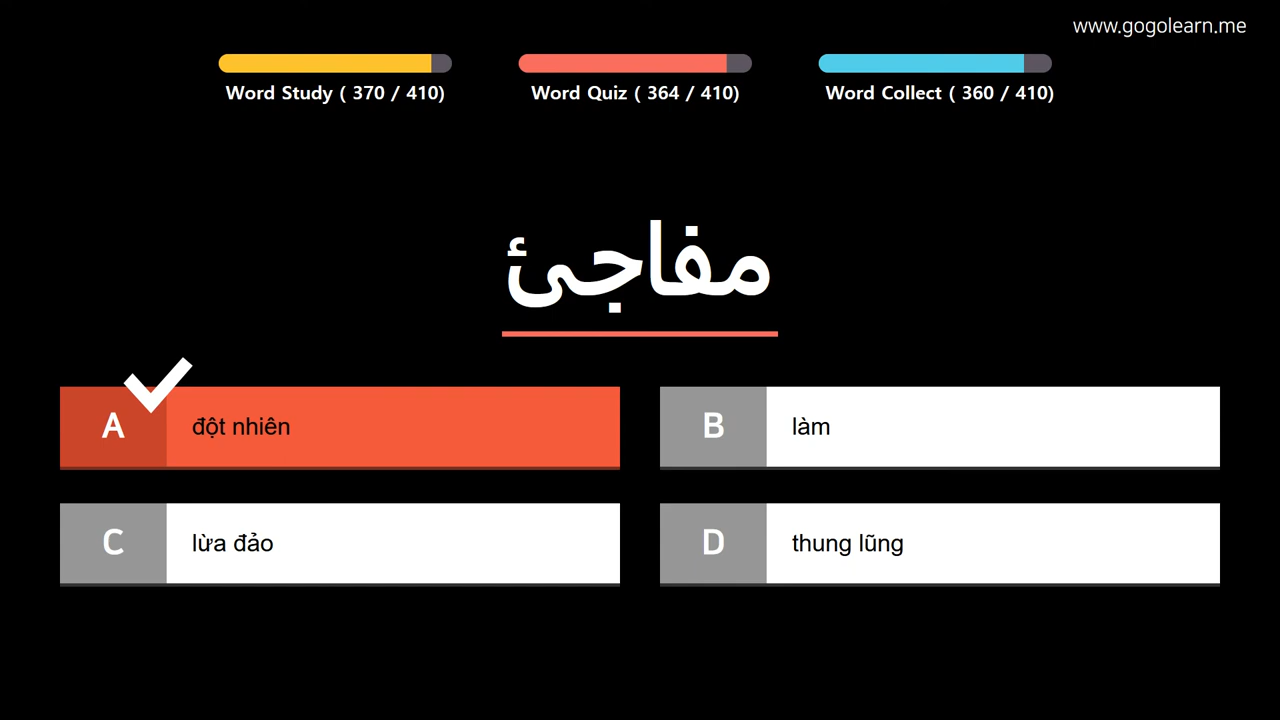 www.gogolearn.me
Word Study ( 370 / 410)
Word Quiz ( 364 / 410)
Word Collect ( 360 / 410)
مفاجئ
A đột nhiên
B làm
C lừa đảo
D thung lũng